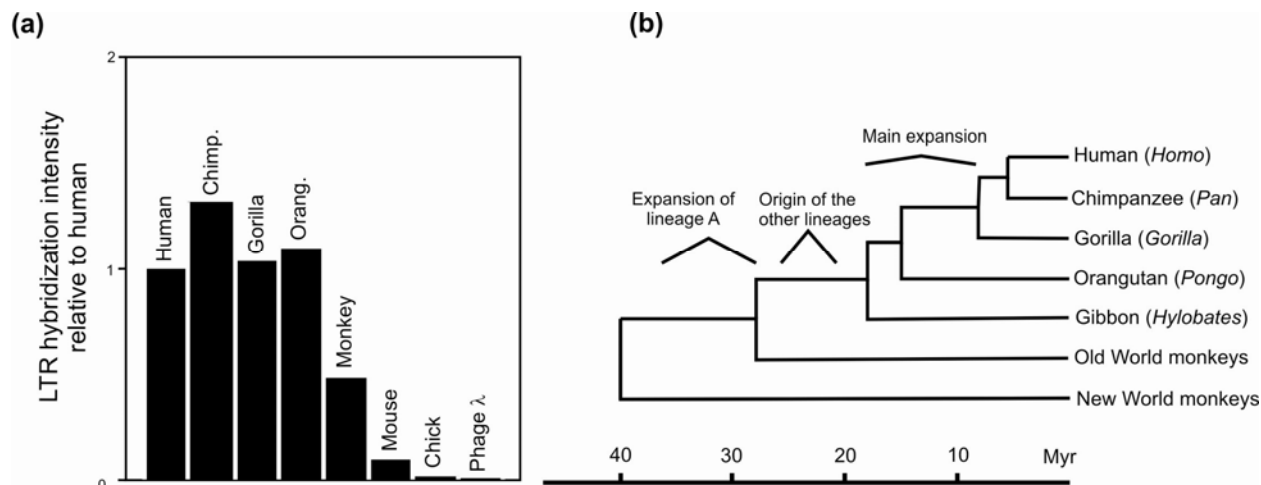 (a)
2
1
0
LTR hybridization intensity
relative to human
Human
Chimp.
Gorilla
Orang.
Monkey
Mouse
Chick
Phage λ
(b)
Main expansion
Expansion of
lineage A
Origin of the
other lineages
Human (Homo)
Chimpanzee (Pan)
Gorilla (Gorilla)
Orangutan (Pongo)
Gibbon (Hylobates)
Old World monkeys
New World monkeys
40 30 20 10 Myr